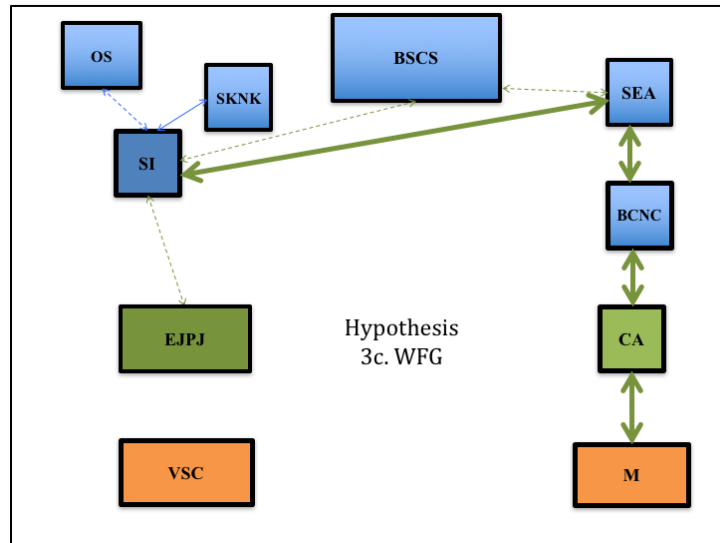 OS
BSCS
SKNK
SEA
SI
BCNC
EJPJ
Hypothesis
3c. WFG
CA
VSC
M